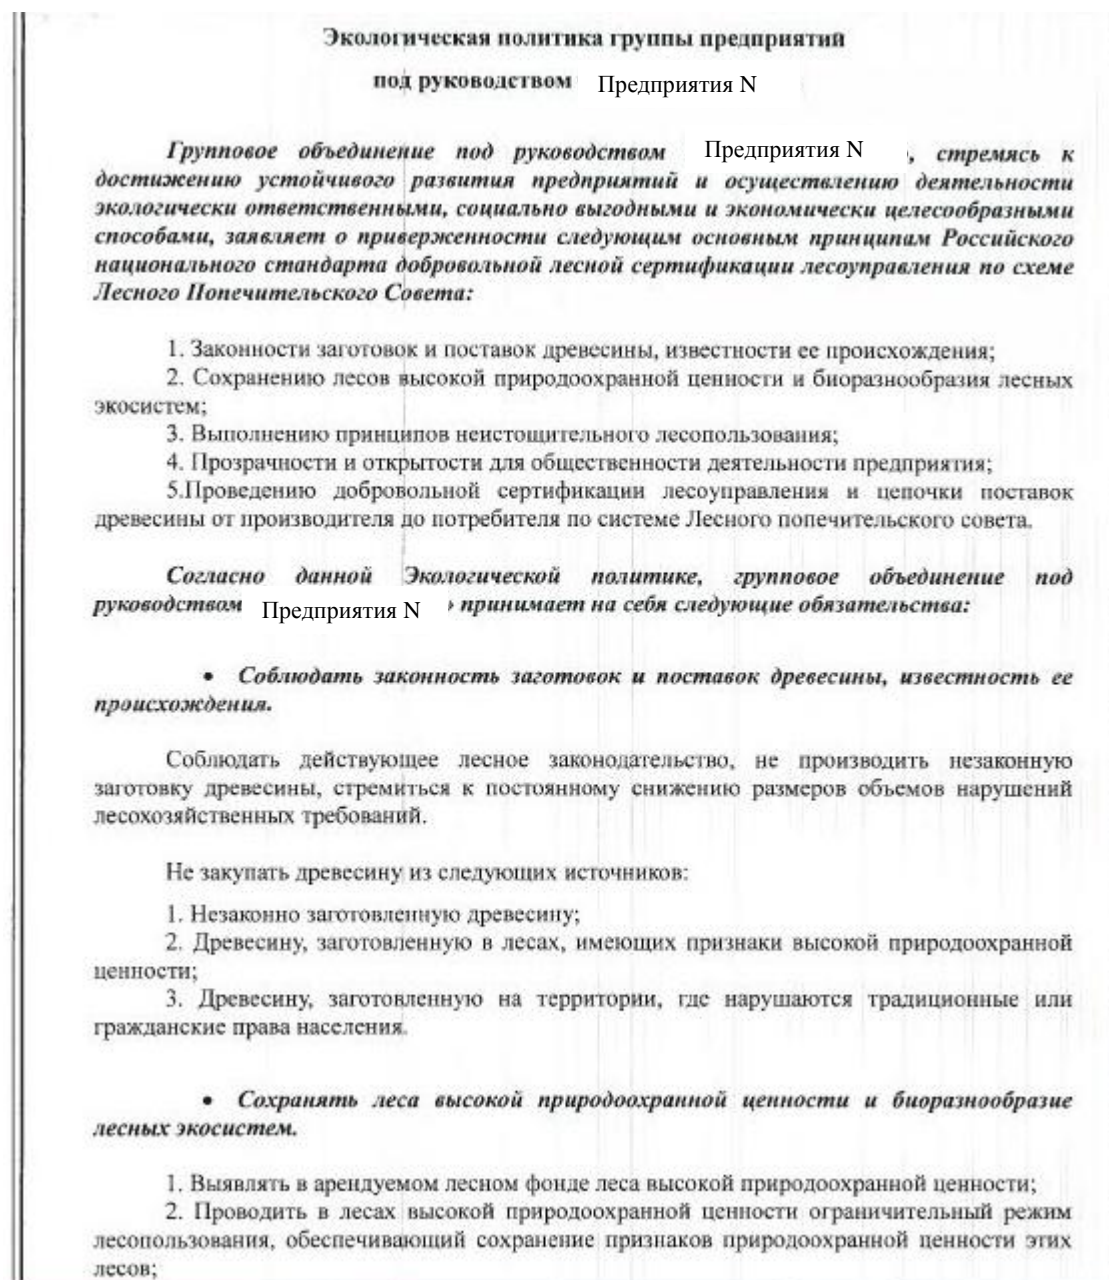 Экологическая политика группы предприятий
под руководством Предприятия N
Групповое объединение под руководством Предприятия N , стремясь к
достижению устойчивого развития предприятий и осуществлению деятельности
экологически ответственными, социально выгодными и экономически целесообразными
способами, заявляет о приверженности следующим основным принципам Российского
национального стандарта добровольной лесной сертификации лесоуправления по схеме
Лесного Попечительского Совета:
1. Законности заготовок и поставок древесины, известности ее происхождения;
2. Сохранению лесов высокой природоохранной ценности и биоразнообразия лесных
экосистем;
3. Выполнению принципов неистощительного лесопользования;
4. Прозрачности и открытости для общественности деятельности предприятия;
5.Проведению добровольной сертификации лесоуправления и цепочки поставок
древесины от производителя до потребителя по системе Лесного попечительского совета.
Согласно данной Экологической политике, групповое объединение под
руководством Предприятия N » принимает на себя следующие обязательства:
• Соблюдать законность заготовок и поставок древесины, известность ее
происхождения.
Соблюдать действующее лесное законодательство, не производить незаконную
заготовку древесины, стремиться к постоянному снижению размеров объемов нарушений
лесохозяйственных требований.
Не закупать древесину из следующих источников:
1. Незаконно заготовленную древесину;
2. Древесину, заготовленную в лесах, имеющих признаки высокой природоохранной
ценности;
3. Древесину, заготовленную на территории, где нарушаются традиционные или
гражданские права населения.
• Сохранять леса высокой природоохранной ценности и биоразнообразие
лесных экосистем.
1. Выявлять в арендуемом лесном фонде леса высокой природоохранной ценности;
2. Проводить в лесах высокой природоохранной ценности ограничительный режим
лесопользования, обеспечивающий сохранение признаков природоохранной ценности этих
лесов;